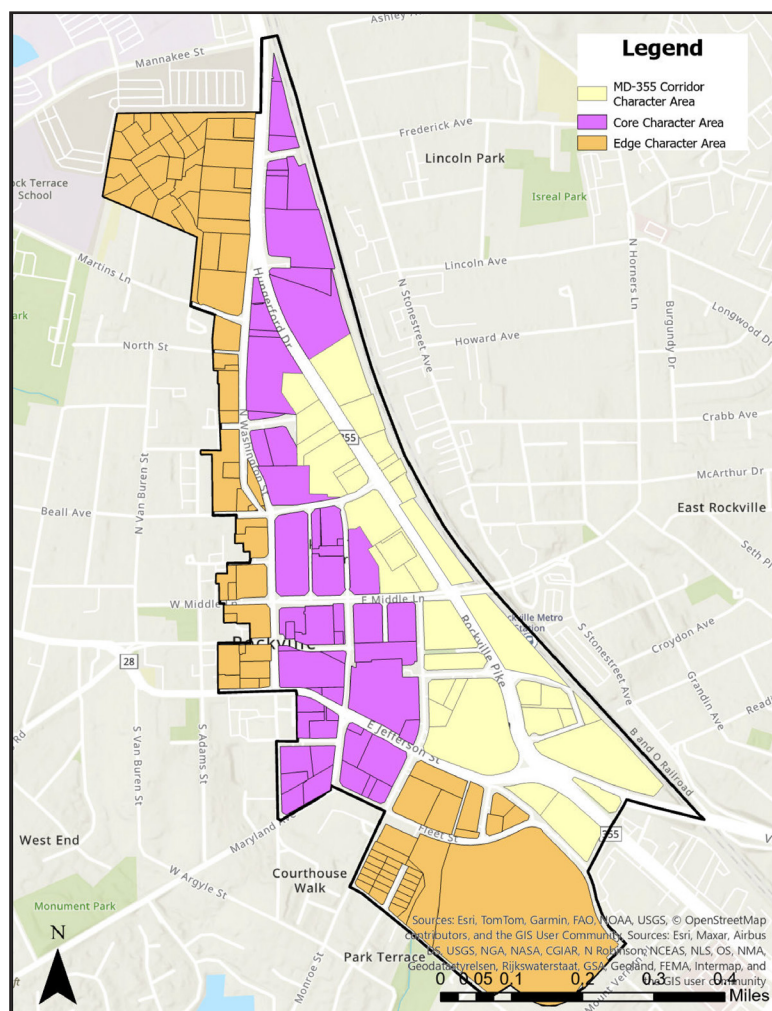 Legend
MD-355 Corridor
Character Area
Core Character Area
Edge Character Area
Mannakee St
Frederick Ave
Lincoln Park
Isreal Park
School
Martins Ln
Lincoln Ave
N Stonestreet Ave
N Horners Ln
Burgundy Dr
Longwood Dr
Hungerford Dr
North St
Howard Ave
N Washington St
355
Crabb Ave
McArthur Dr
N Van Buren St
Beall Ave
East Rockville
W Middle Ln
E Middle Ln
Station
Rockville
Rockville Pike
S Stonestreet Ave
Croydon Ave
Grandin Ave
28
S Van Buren St
S Adams St
E Jefferson St
B and O Railroad
West End
Maryland Ave
Fleet St
355
W Argyle St
Courthouse
Walk
Monument Park
N
Monroe St
Park Terrace
Sources: Esri, TomTom, Garmin, FAO, NOAA, USGS, © OpenStreetMap
contributors, and the GIS User Community, Sources: Esri, Maxar, Airbus
DS, USGS, NGA, NASA, CGIAR, N Robinson, NCEAS, NLS, OS, NMA,
Geodatastyrelsen, Rijkswaterstaat, GSA, Geoland, FEMA, Intermap, and
the GIS user community
0 0.05 0.1 0.2 0.3 0.4
Miles